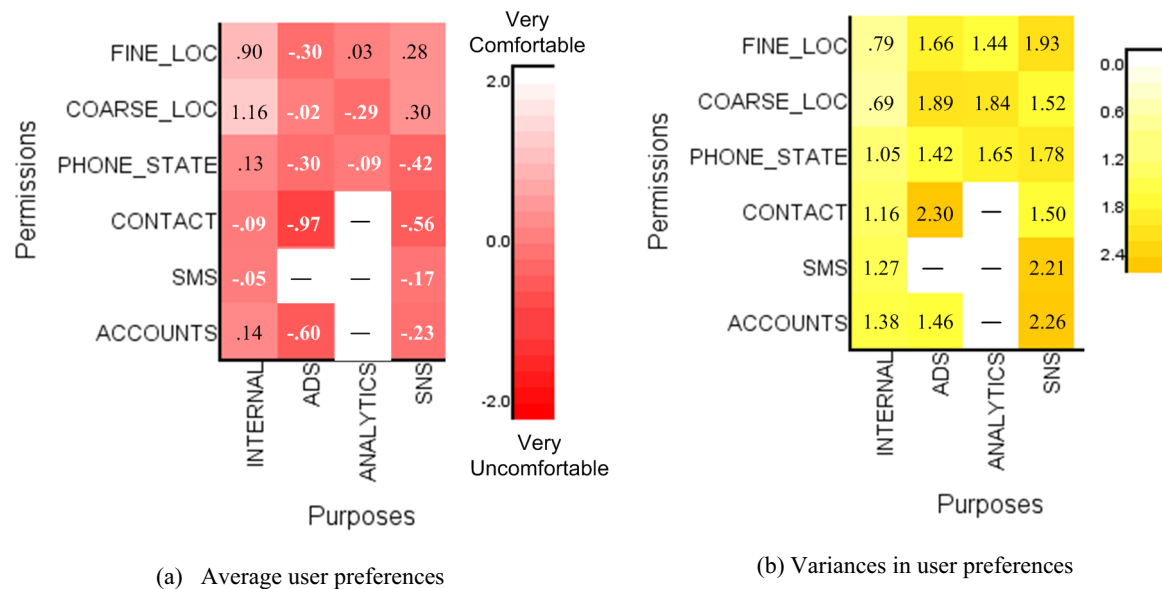 Very
Comfortable
FINE_LOC .90 -.30 .03 .28
COARSE_LOC 1.16 -.02 -.29 .30
PHONE_STATE .13 -.30 -.09 -.42
CONTACT -.09 -.97 — -.56
SMS -.05 — — -.17
ACCOUNTS .14 -.60 — -.23
Permissions
INTERNAL
ADS
ANALYTICS
SNS
Purposes
2.0
0.0
-2.0
Very
Uncomfortable
(a) Average user preferences
FINE_LOC .79 1.66 1.44 1.93
COARSE_LOC .69 1.89 1.84 1.52
PHONE_STATE 1.05 1.42 1.65 1.78
CONTACT 1.16 2.30 — 1.50
SMS 1.27 — — 2.21
ACCOUNTS 1.38 1.46 — 2.26
Permissions
INTERNAL
ADS
ANALYTICS
SNS
Purposes
0.0
0.6
1.2
1.8
2.4
(b) Variances in user preferences